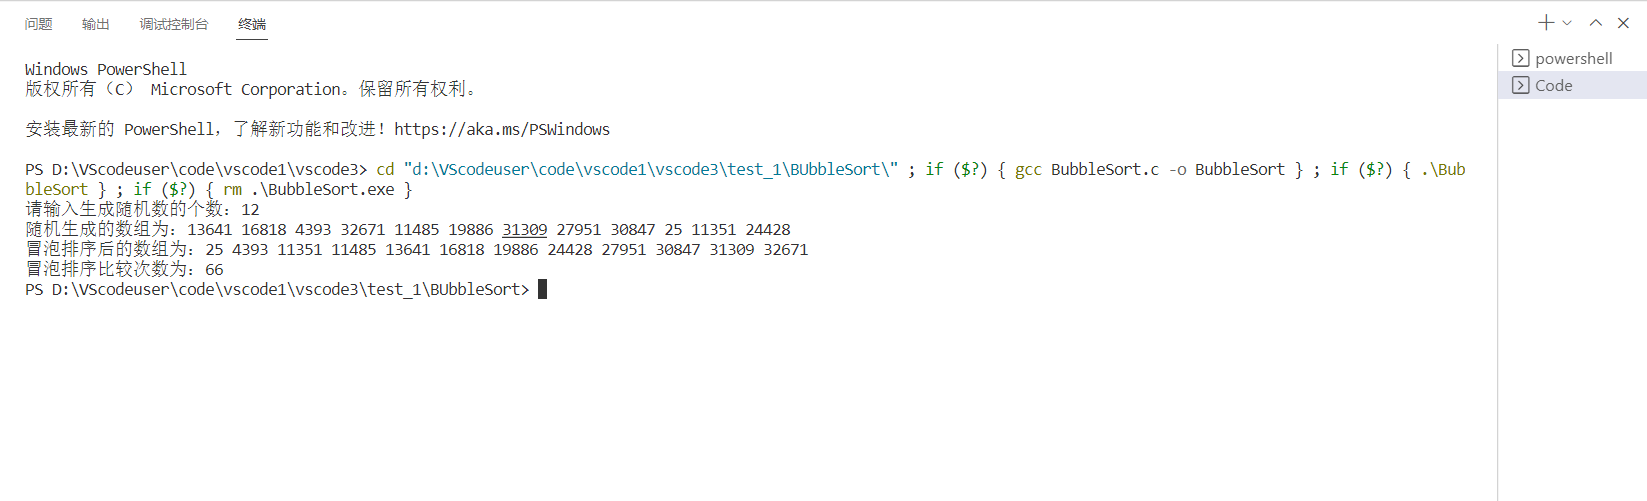 问题 输出 调试控制台 终端
powershell
Code
Windows PowerShell
版权所有（C） Microsoft Corporation。保留所有权利。
安装最新的 PowerShell，了解新功能和改进！https://aka.ms/PSWindows
PS D:\VScodeuser\code\vscode1\vscode3> cd "d:\VScodeuser\code\vscode1\vscode3\test_1\BUbbleSort\" ; if ($?) { gcc BubbleSort.c -o BubbleSort } ; if ($?) { .\Bub
bleSort } ; if ($?) { rm .\BubbleSort.exe }
请输入生成随机数的个数：12
随机生成的数组为：13641 16818 4393 32671 11485 19886 31309 27951 30847 25 11351 24428
冒泡排序后的数组为：25 4393 11351 11485 13641 16818 19886 24428 27951 30847 31309 32671
冒泡排序比较次数为：66
PS D:\VScodeuser\code\vscode1\vscode3\test_1\BUbbleSort>